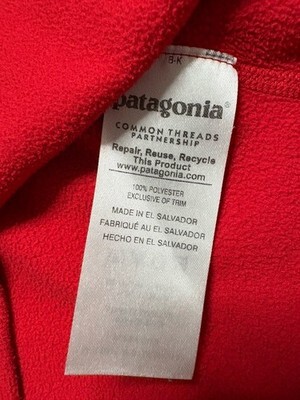 patagonia®
COMMON THREADS
PARTNERSHIP
Repair, Reuse, Recycle
This Product
www.patagonia.com
100% POLYESTER
EXCLUSIVE OF TRIM
MADE IN EL SALVADOR
FABRIQUÉ AU EL SALVADOR
HECHO EN EL SALVADOR